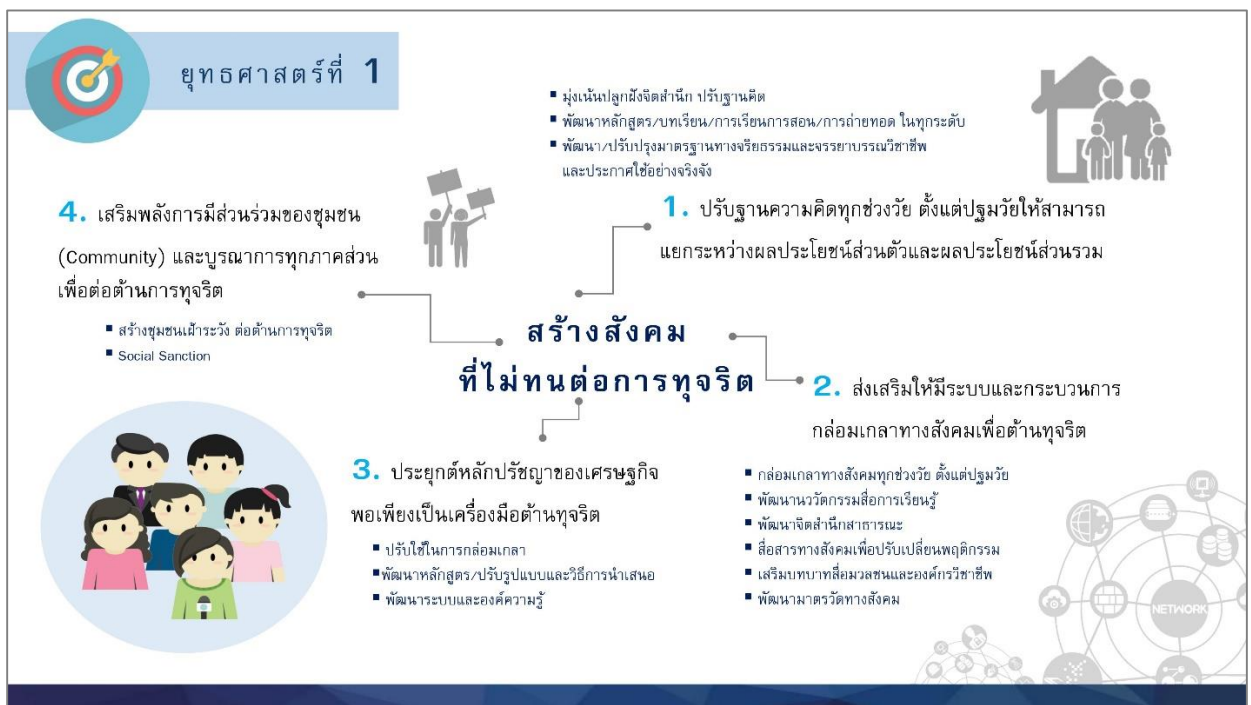 ยุทธศาสตร์ที่ 1
▪ มุ่งเน้นปลูกฝังจิตสำนึก ปรับฐานคิด
▪ พัฒนาหลักสูตร/บทเรียน/การเรียนการสอน/การถ่ายทอด ในทุกระดับ
▪ พัฒนา/ปรับปรุงมาตรฐานทางจริยธรรมและจรรยาบรรณวิชาชีพ
และประกาศใช้อย่างจริงจัง
1. ปรับฐานความคิดทุกช่วงวัย ตั้งแต่ปฐมวัยให้สามารถ
แยกระหว่างผลประโยชน์ส่วนตัวและผลประโยชน์ส่วนรวม
4. เสริมพลังการมีส่วนร่วมของชุมชน
(Community) และบูรณาการทุกภาคส่วน
เพื่อต่อต้านการทุจริต
▪ สร้างชุมชนเฝ้าระวัง ต่อต้านการทุจริต
▪ Social Sanction
สร้างสังคม
ที่ไม่ทนต่อการทุจริต
2. ส่งเสริมให้มีระบบและกระบวนการ
กล่อมเกลาทางสังคมเพื่อต้านทุจริต
▪ กล่อมเกลาทางสังคมทุกช่วงวัย ตั้งแต่ปฐมวัย
▪ พัฒนานวัตกรรมสื่อการเรียนรู้
▪ พัฒนาจิตสำนึกสาธารณะ
▪ สื่อสารทางสังคมเพื่อปรับเปลี่ยนพฤติกรรม
▪ เสริมบทบาทสื่อมวลชนและองค์กรวิชาชีพ
▪ พัฒนามาตรวัดทางสังคม
3. ประยุกต์หลักปรัชญาของเศรษฐกิจ
พอเพียงเป็นเครื่องมือต้านทุจริต
▪ ปรับใช้ในการกล่อมเกลา
▪พัฒนาหลักสูตร/ปรับรูปแบบและวิธีการนำเสนอ
▪ พัฒนาระบบและองค์ความรู้
NETWORK